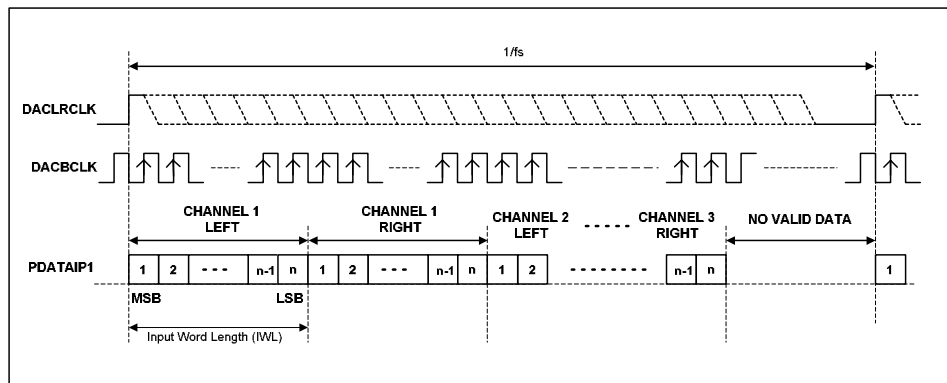 1/fs
DACLRCLK
DACBCLK
CHANNEL 1
LEFT
CHANNEL 1
RIGHT
CHANNEL 2
LEFT
CHANNEL 3
RIGHT
NO VALID DATA
PDATAIP1
1 2 n-1 n 1 2 n-1 n 1 2 n-1 n 1
MSB LSB
Input Word Length (IWL)